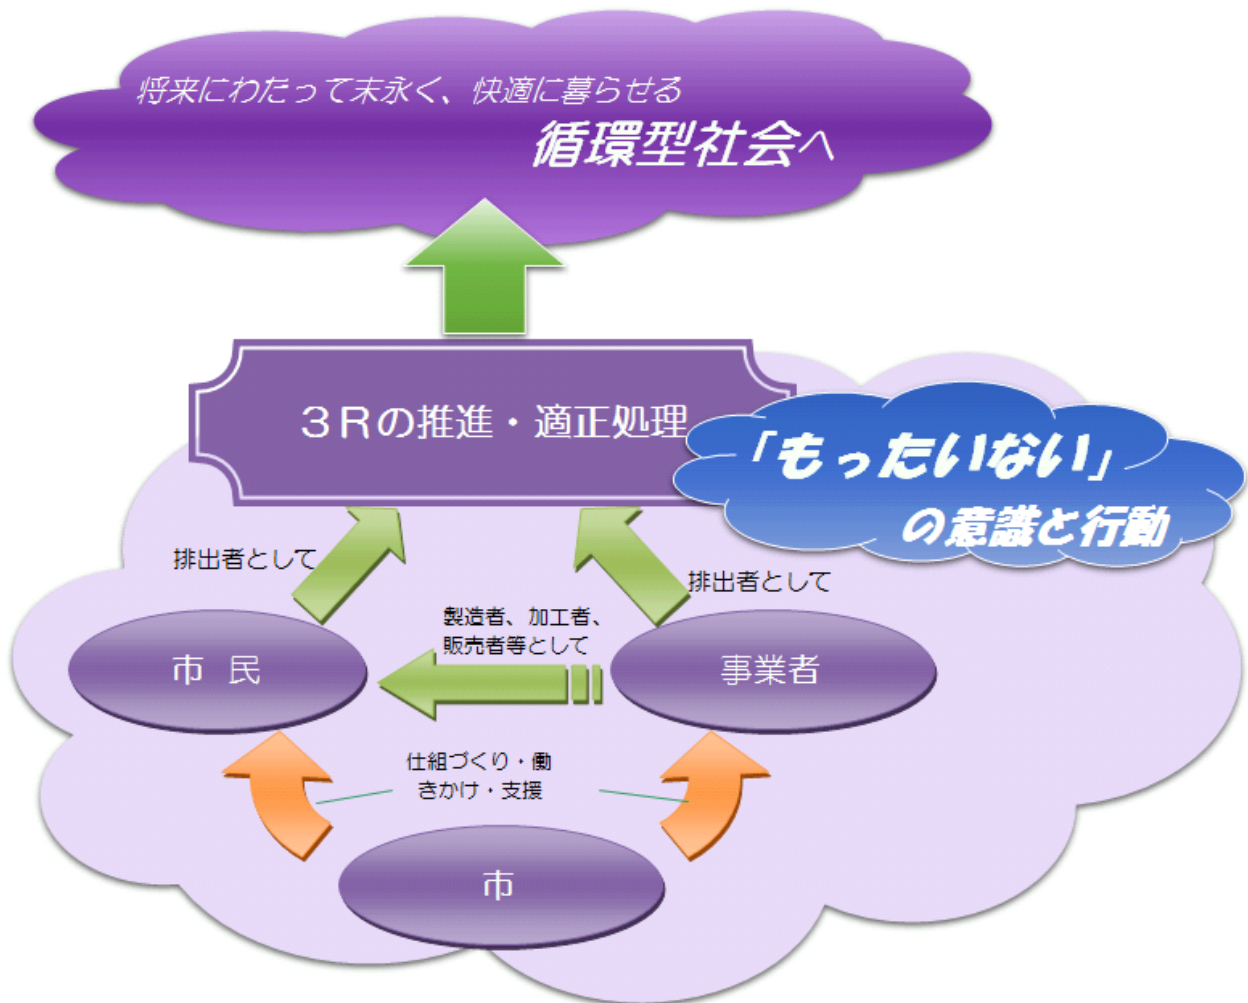 将来にわたって末永く、快適に暮らせる
循環型社会へ
３Ｒの推進・適正処理
「もったいない」
の意識と行動
排出者として
排出者として
製造者、加工者、
販売者等として
市 民
事業者
仕組づくり・働
きかけ・支援
市